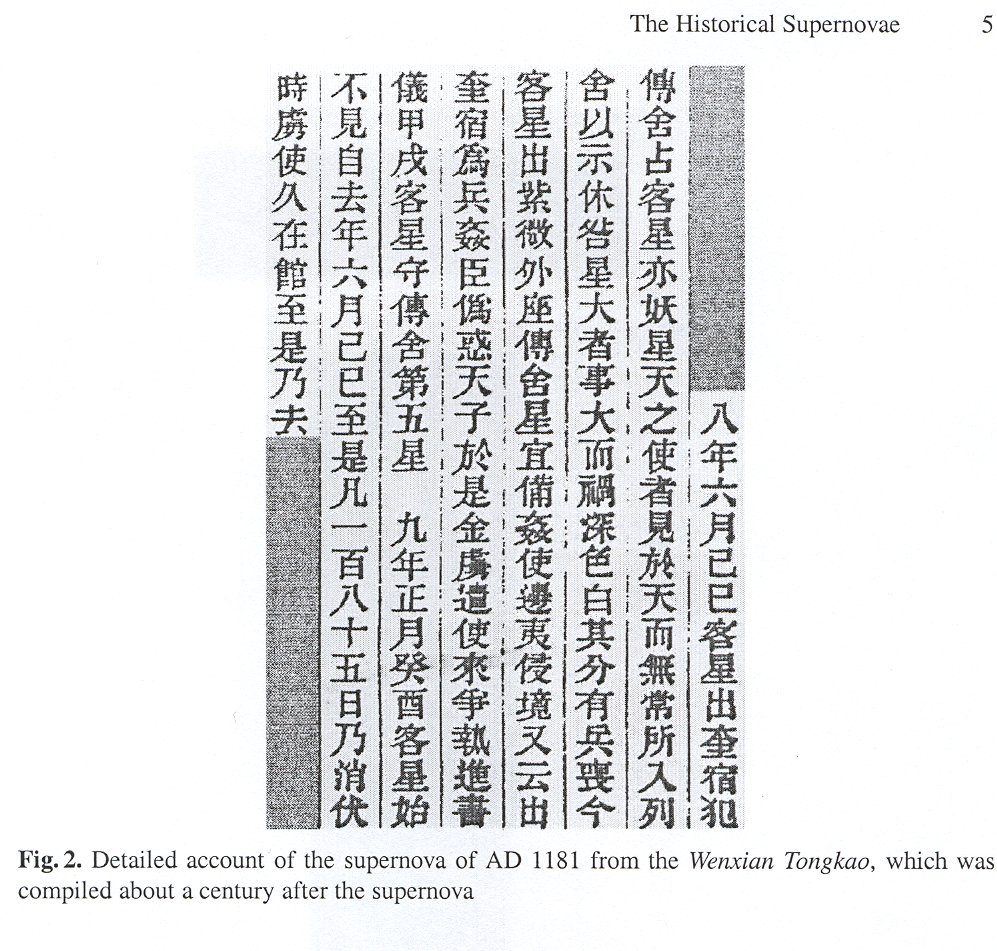 The Historical Supernovae 5
八年六月己巳客星出奎宿犯
傳舍占客星亦妖星天之使者見於天而無常所入列
舍以示休咎星大者事大而禍深色白其分有兵喪今
客星出紫微外座傳舍星宜備姦使邊夷侵境又云出
奎宿爲兵姦臣僞惑天子於是金虜遣使來爭執進書
儀甲戌客星守傳舍第五星 九年正月癸酉客星始
不見自去年六月己巳至是凡一百八十五日乃消伏
時虜使久在館至是乃去
Fig. 2. Detailed account of the supernova of AD 1181 from the Wenxian Tongkao, which was
compiled about a century after the supernova